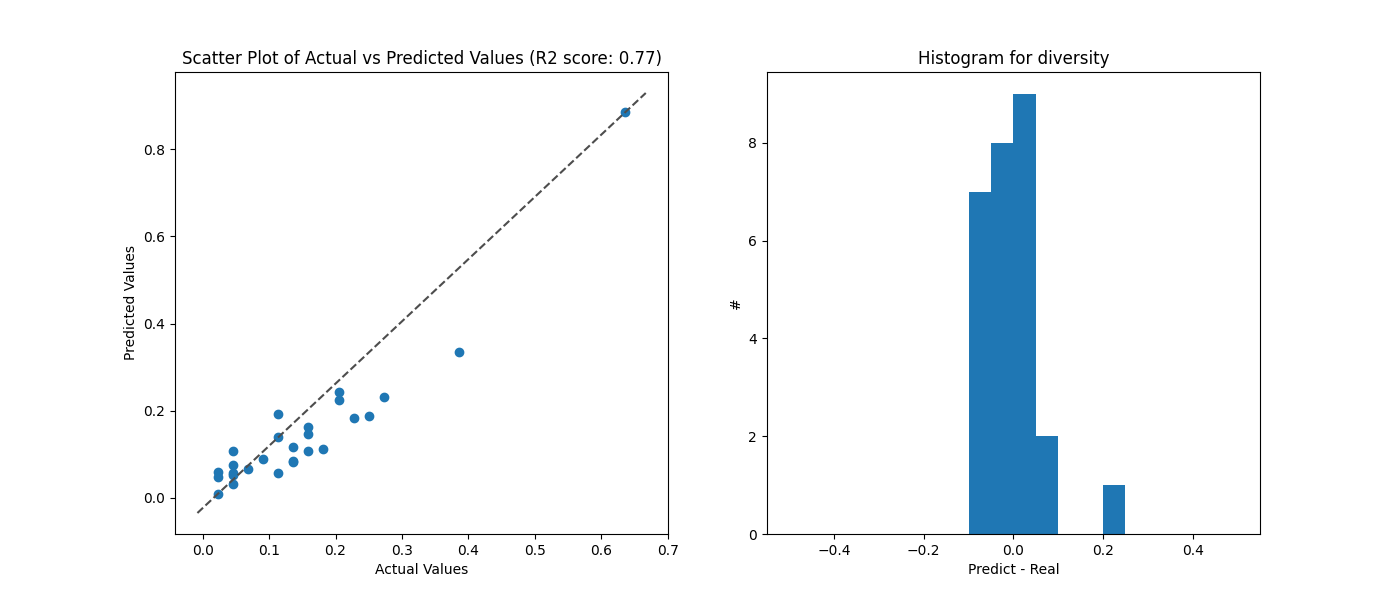 Scatter Plot of Actual vs Predicted Values (R2 score: 0.77)
Predicted Values
0.8
0.6
0.4
0.2
0.0
0.0 0.1 0.2 0.3 0.4 0.5 0.6 0.7
Actual Values
Histogram for diversity
#
8
6
4
2
0
−0.4 −0.2 0.0 0.2 0.4
Predict - Real